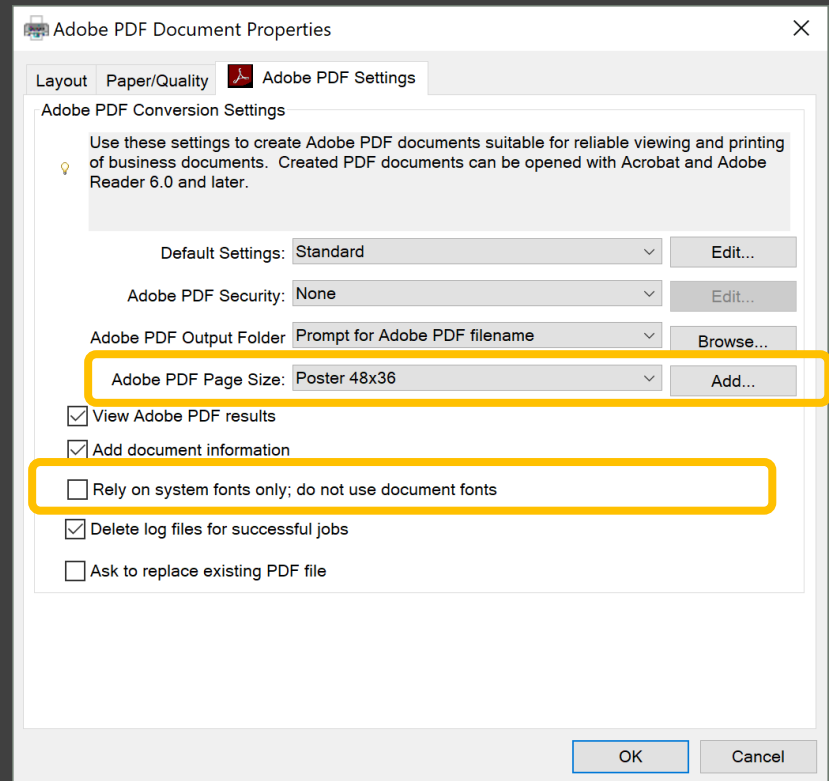 Adobe PDF Document Properties
Layout Paper/Quality Adobe PDF Settings
Adobe PDF Conversion Settings
Use these settings to create Adobe PDF documents suitable for reliable viewing and printing
of business documents. Created PDF documents can be opened with Acrobat and Adobe
Reader 6.0 and later.
Default Settings: Standard Edit...
Adobe PDF Security: None Edit...
Adobe PDF Output Folder Prompt for Adobe PDF filename Browse...
Adobe PDF Page Size: Poster 48x36 Add...
View Adobe PDF results
Add document information
Rely on system fonts only; do not use document fonts
Delete log files for successful jobs
Ask to replace existing PDF file
OK Cancel